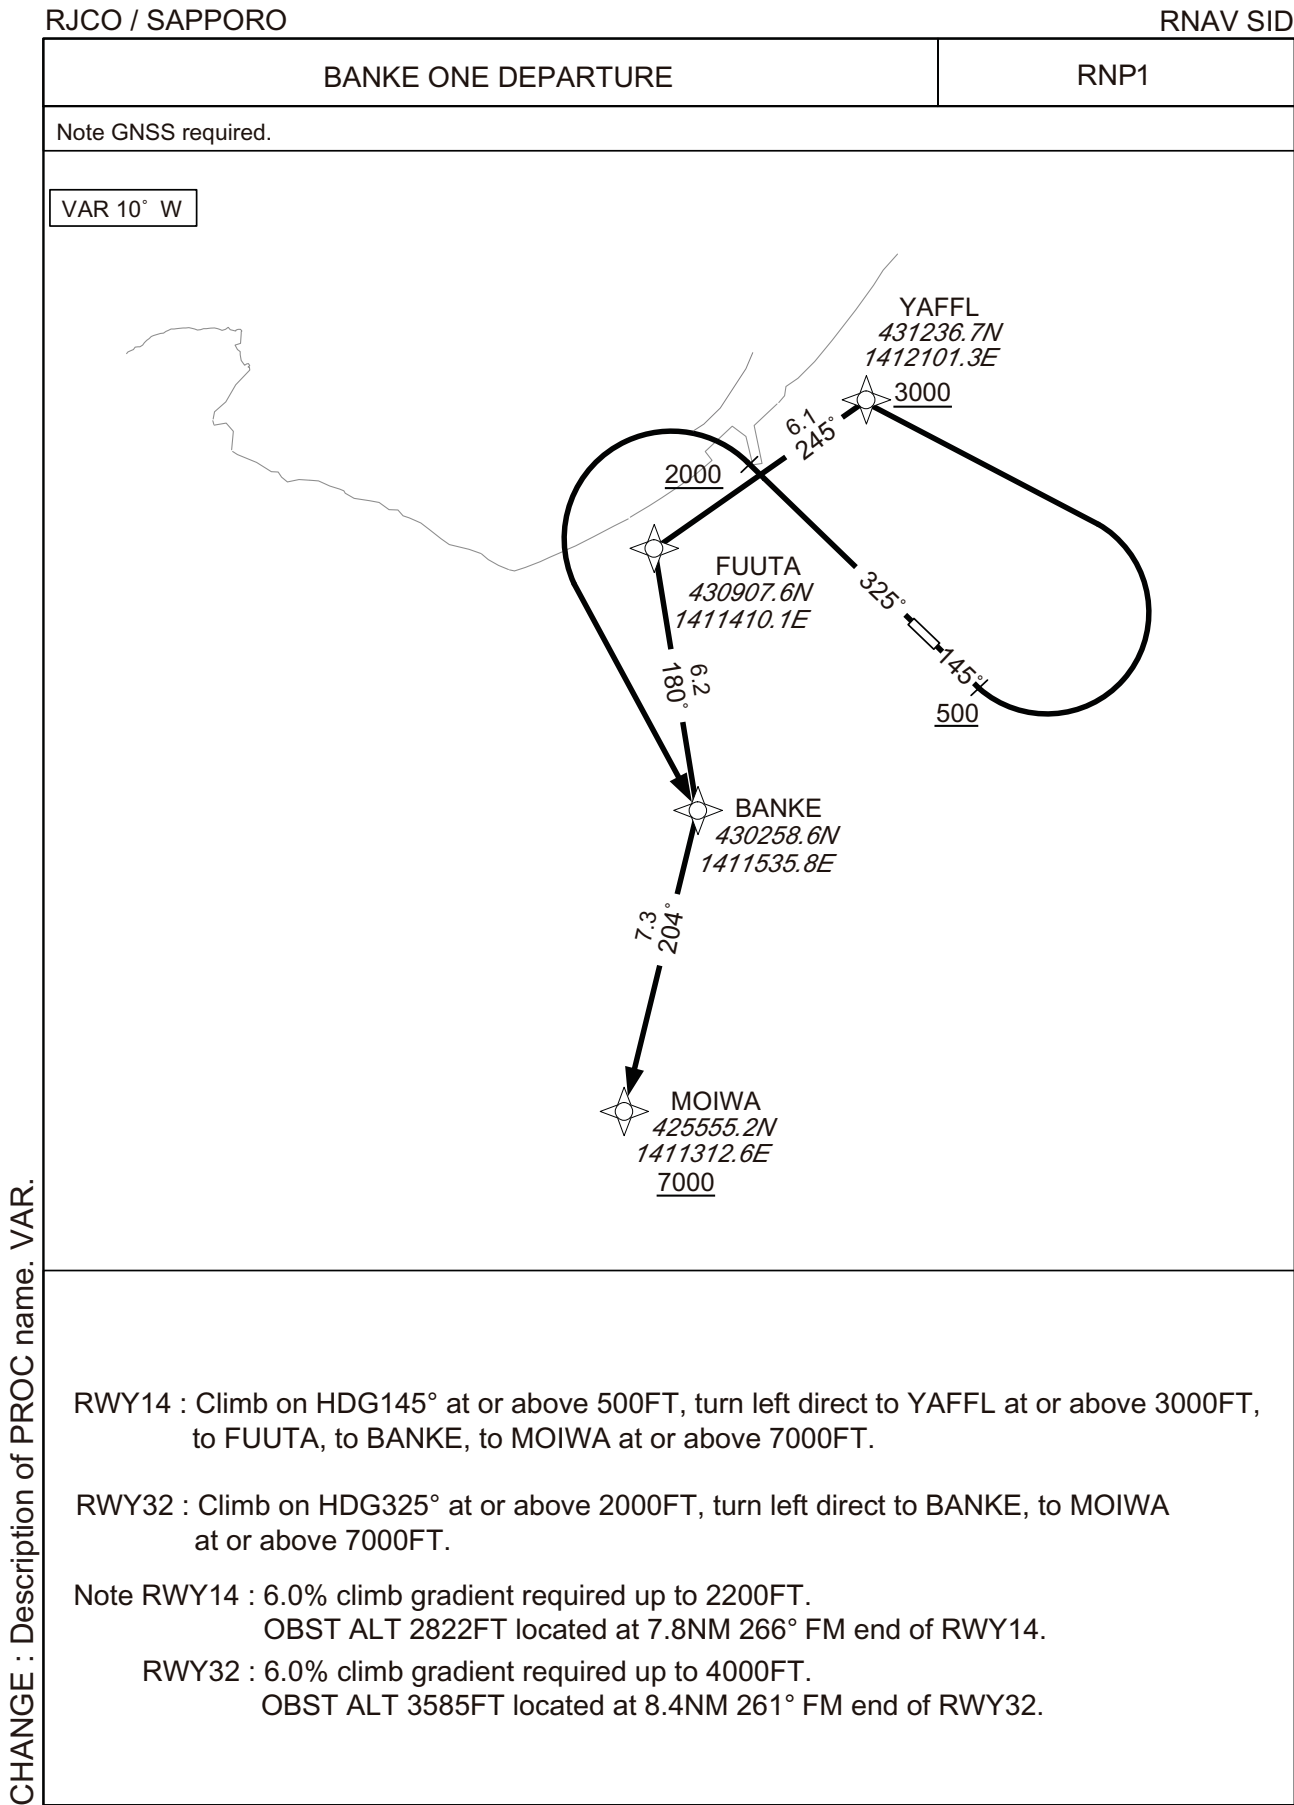 RJCO / SAPPORO
RNAV SID
BANKE ONE DEPARTURE
RNP1
Note GNSS required.
VAR 10° W
YAFFL
431236.7N
1412101.3E
3000
6.1
245°
2000
FUUTA
430907.6N
1411410.1E
325°
145°
500
6.2
180°
BANKE
430258.6N
1411535.8E
7.3
204°
MOIWA
425555.2N
1411312.6E
7000
RWY14 : Climb on HDG145° at or above 500FT, turn left direct to YAFFL at or above 3000FT,
to FUUTA, to BANKE, to MOIWA at or above 7000FT.
RWY32 : Climb on HDG325° at or above 2000FT, turn left direct to BANKE, to MOIWA
at or above 7000FT.
Note RWY14 : 6.0% climb gradient required up to 2200FT.
OBST ALT 2822FT located at 7.8NM 266° FM end of RWY14.
RWY32 : 6.0% climb gradient required up to 4000FT.
OBST ALT 3585FT located at 8.4NM 261° FM end of RWY32.
CHANGE : Description of PROC name. VAR.